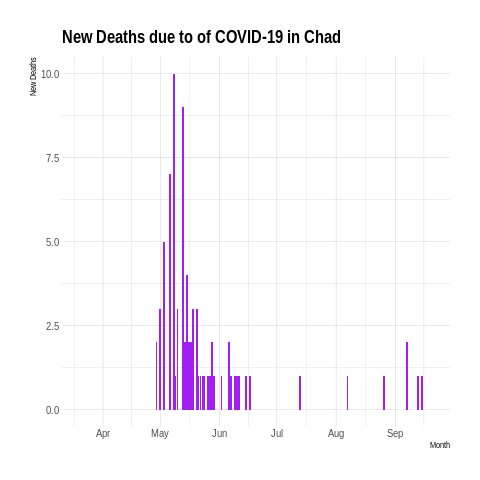 New Deaths due to of COVID-19 in Chad
New Deaths
10.0
7.5
5.0
2.5
0.0
Apr May Jun Jul Aug Sep
Month